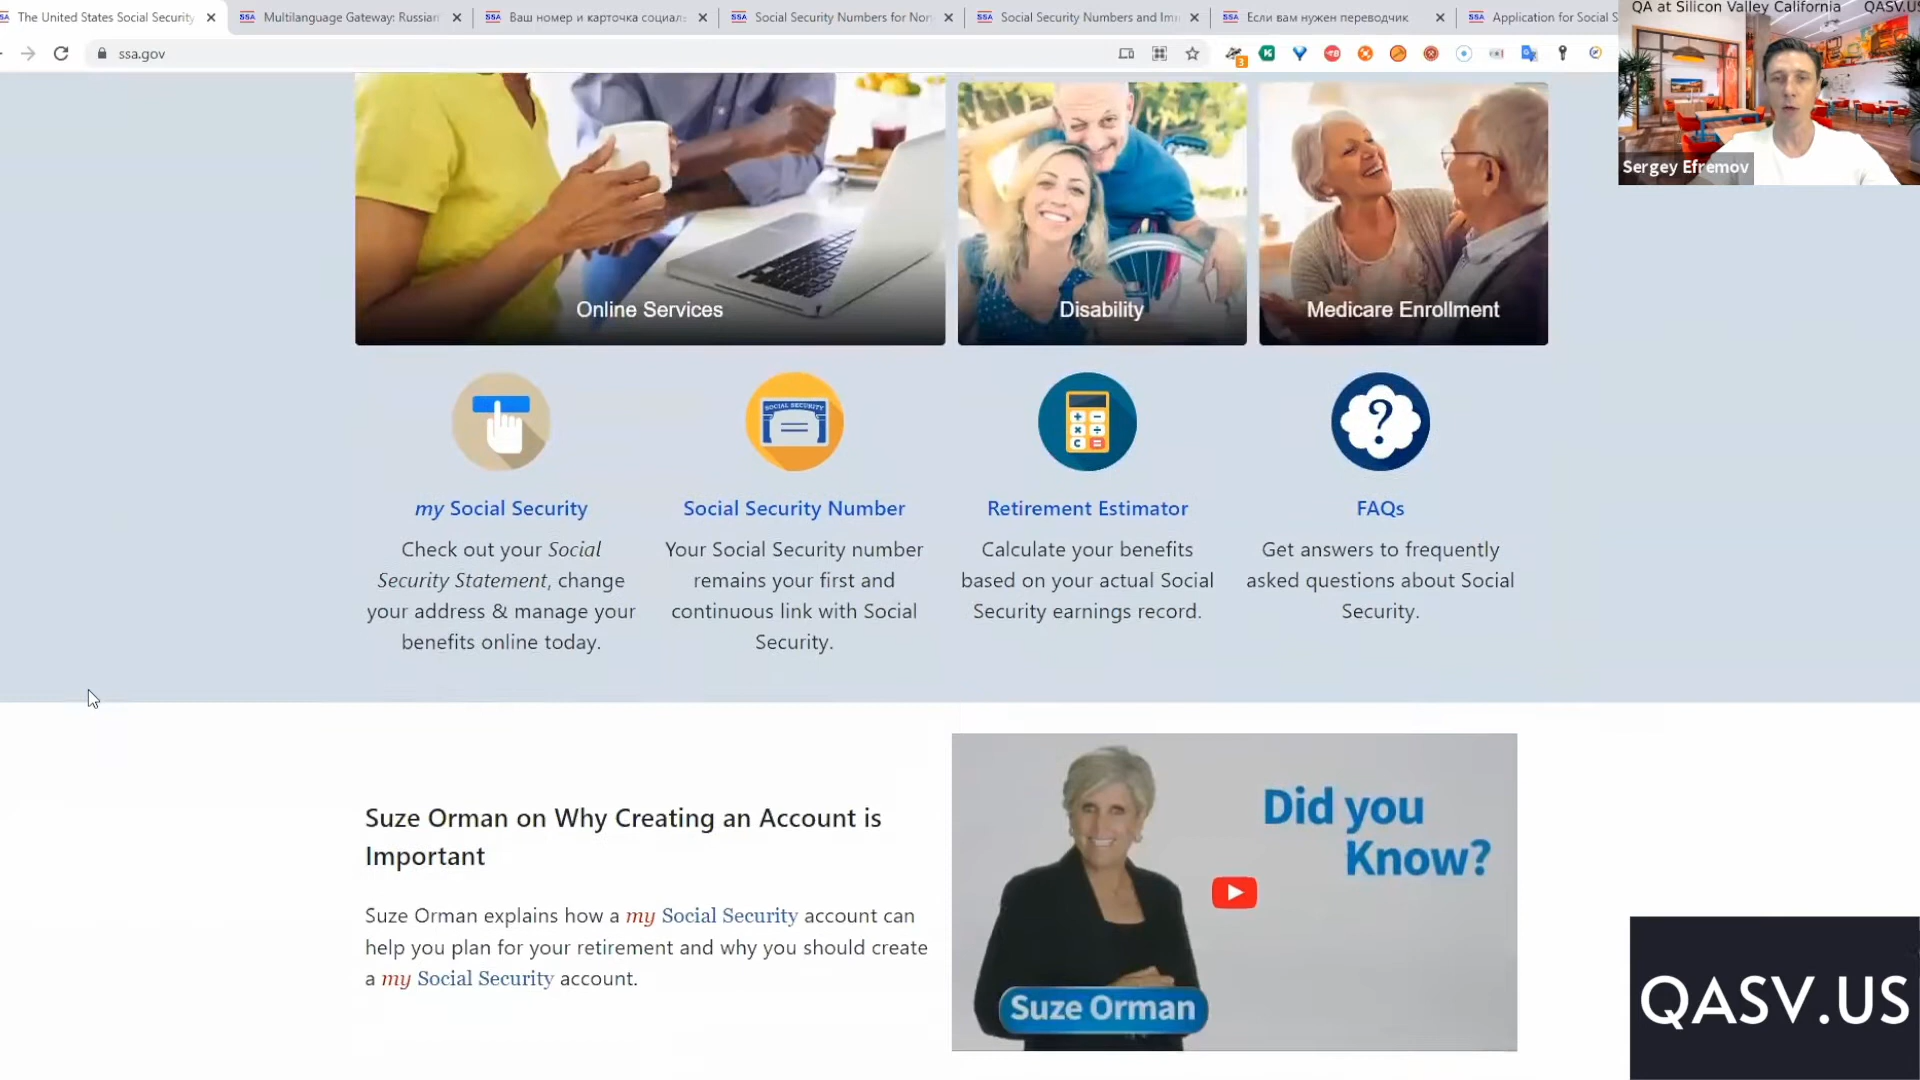 The United States Social Security
Multilanguage Gateway: Russian
Ваш номер и карточка социал
Social Security Numbers for Non
Social Security Numbers and Imm
Если вам нужен переводчик
Application for Social S
QA at Silicon Valley California QASV.US
ssa.gov
3
Sergey Efremov
Online Services
Disability
Medicare Enrollment
SOCIAL SECURITY
my Social Security
Check out your Social
Security Statement, change
your address & manage your
benefits online today.
Social Security Number
Your Social Security number
remains your first and
continuous link with Social
Security.
Retirement Estimator
Calculate your benefits
based on your actual Social
Security earnings record.
FAQs
Get answers to frequently
asked questions about Social
Security.
Suze Orman on Why Creating an Account is
Important
Suze Orman explains how a my Social Security account can
help you plan for your retirement and why you should create
a my Social Security account.
Did you
Know?
Suze Orman
QASV.US